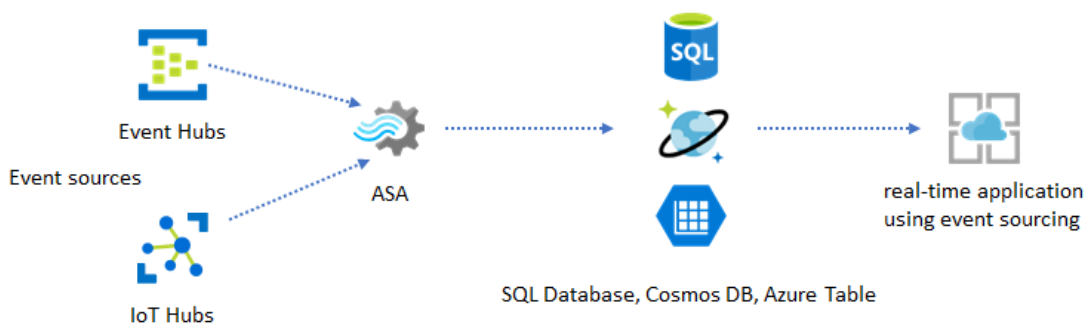 SQL
Event Hubs
Event sources
ASA
real-time application
using event sourcing
SQL Database, Cosmos DB, Azure Table
IoT Hubs